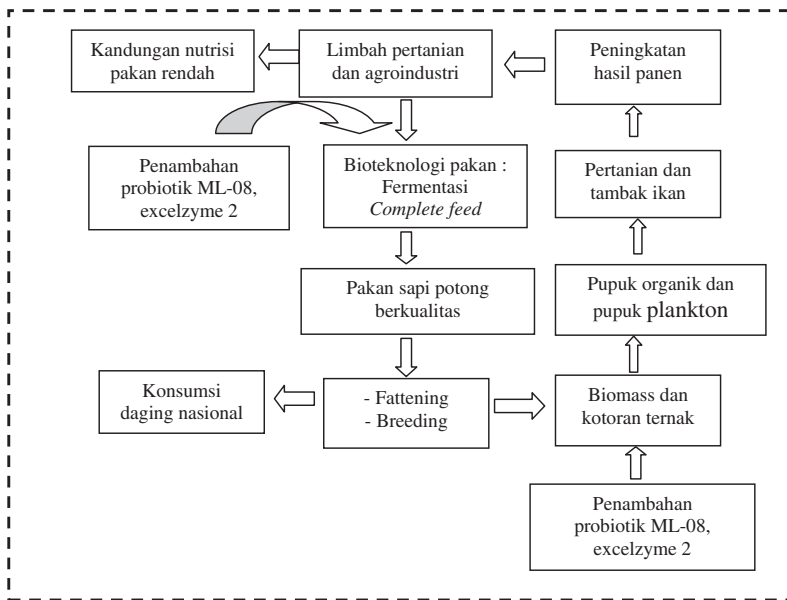 Kandungan nutrisi
pakan rendah
Limbah pertanian
dan agroindustri
Peningkatan
hasil panen
Penambahan
probiotik ML-08,
excelzyme 2
Bioteknologi pakan :
Fermentasi
Complete feed
Pertanian dan
tambak ikan
Pakan sapi potong
berkualitas
Pupuk organik dan
pupuk plankton
Konsumsi
daging nasional
- Fattening
- Breeding
Biomass dan
kotoran ternak
Penambahan
probiotik ML-08,
excelzyme 2